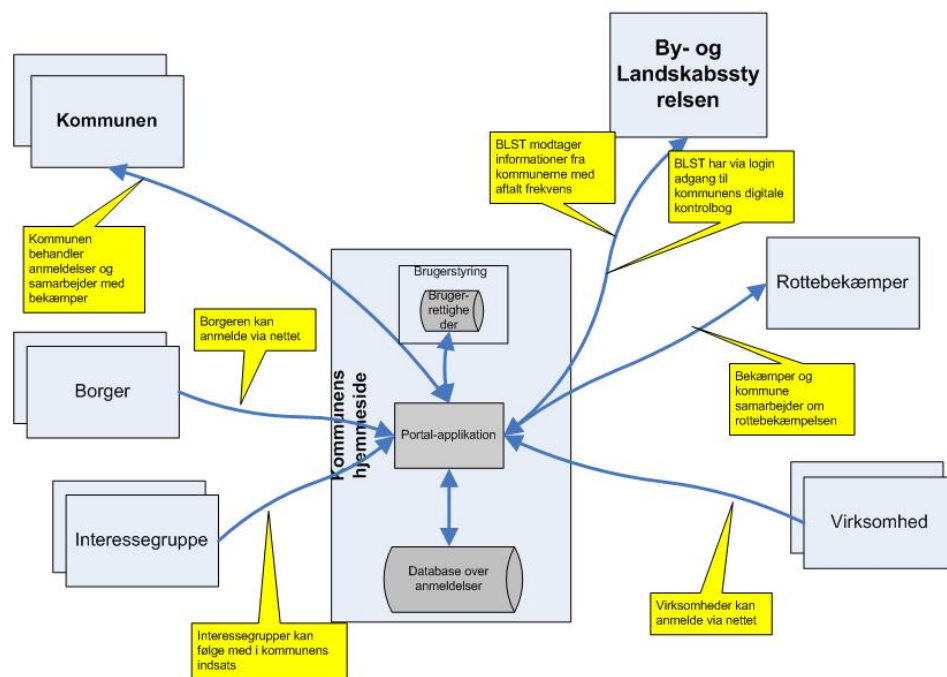 By- og
Landskabssty
relsen
Kommunen
BLST modtager
informationer fra
kommunerne med
aftalt frekvens
BLST har via login
adgang til
kommunens digitale
kontrolbog
Kommunen
behandler
anmeldelser og
samarbejder med
bekæmper
Brugerstyring
Bruger-
rettighe
der
Rottebekæmper
Borgeren kan
anmelde via nettet
Borger
Kommunens
hjemmeside
Portal-applikation
Bekæmper og
kommune
samarbejder om
rottebekæmpelsen
Interessegruppe
Virksomhed
Database over
anmeldelser
Virksomheder kan
anmelde via nettet
Interessegrupper kan
følge med i kommunens
indsats